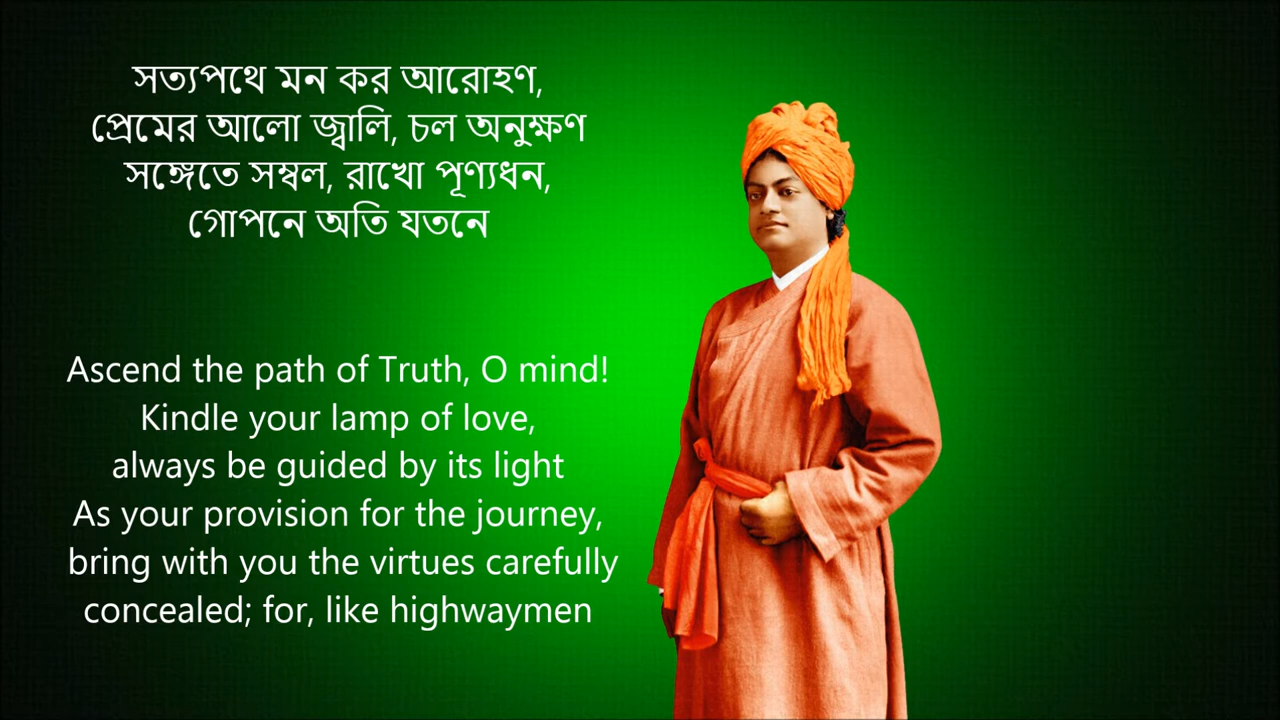 সত্যপথে মন কর আরোহণ,
প্রেমের আলো জ্বালি, চল অনুক্ষণ
সঙ্গেতে সম্বল, রাখো পূণ্যধন,
গোপনে অতি যতনে
Ascend the path of Truth, O mind!
Kindle your lamp of love,
always be guided by its light
As your provision for the journey,
bring with you the virtues carefully
concealed; for, like highwaymen